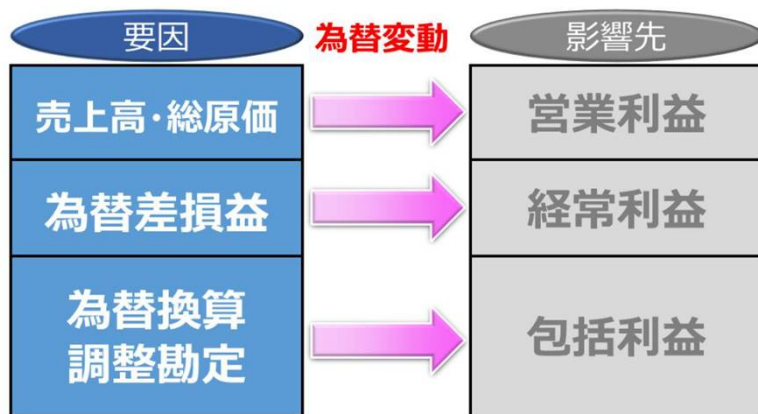 要因 為替変動 影響先
売上高・総原価 営業利益
為替差損益 経常利益
為替換算
調整勘定 包括利益